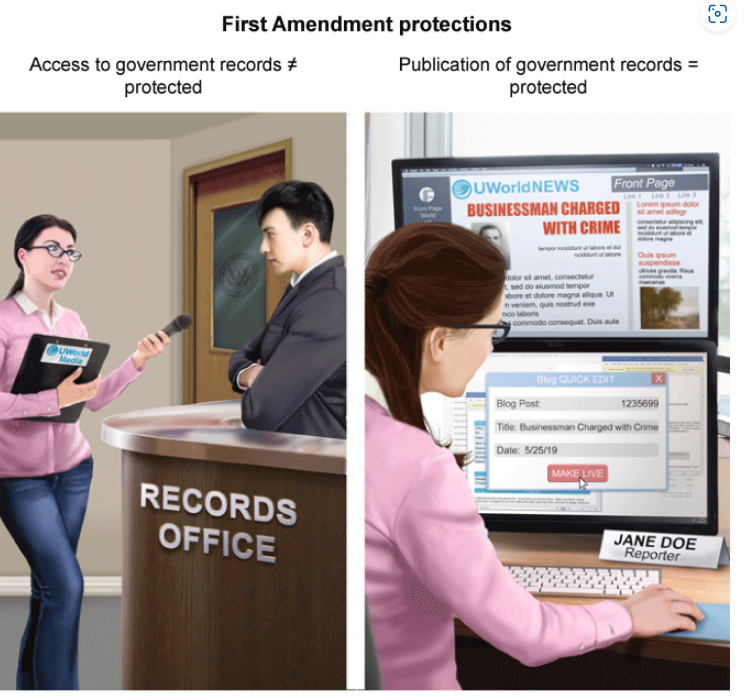 First Amendment protections
Access to government records ≠
protected
Publication of government records =
protected
UWorld
Media
RECORDS
OFFICE
UWorldNEWS
Front Page
Link 1 Link 2 Link 3
Front Page
World
BUSINESSMAN CHARGED
WITH CRIME
tempor incididunt ut labore et dol
nodidunt ut labore
dolor sit amet, consectetur
, sed do eiusmod tempor
abore et dolore magna aliqua. Ut
n veniam, quis nostrud exe
nco laboris
commodo consequat. Duis aute
Lorem ipsum dolor
sit amet sdfegr
consectetur adipiscing elit,
sed do eiusmod tempor
incididunt ut labore et
dolore magna
Quis ipsum
suspendisse
ultrices gravida. Risus
commodo viverra
maecenas
Blog QUICK EDIT
X
Blog Post: 1235699
Title: Businessman Charged with Crime
Date: 5/25/19
MAKE LIVE
JANE DOE
Reporter